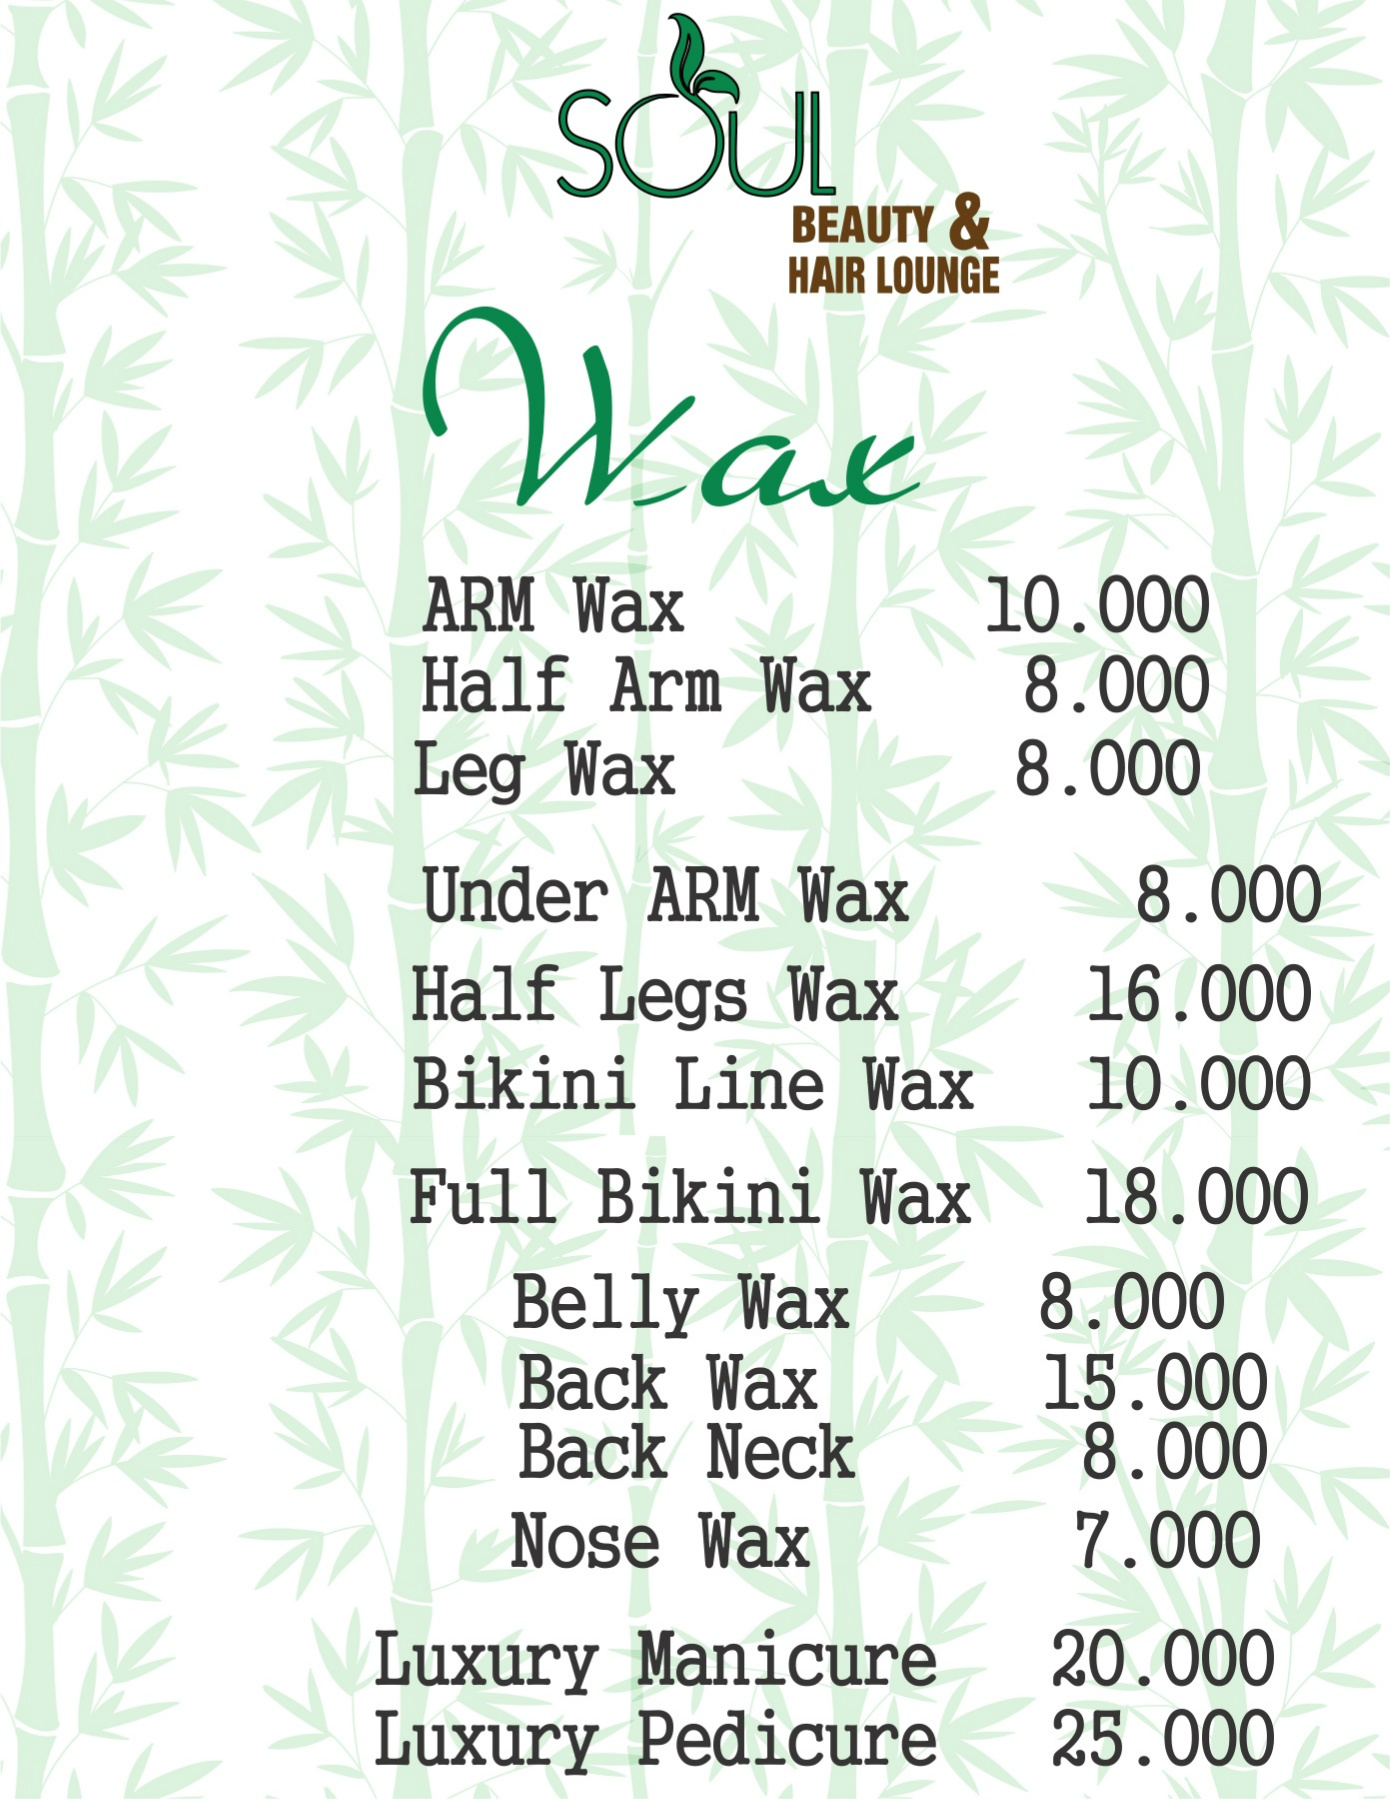 SOUL
BEAUTY &
HAIR LOUNGE
Wax
ARM Wax 10.000
Half Arm Wax 8.000
Leg Wax 8.000
Under ARM Wax 8.000
Half Legs Wax 16.000
Bikini Line Wax 10.000
Full Bikini Wax 18.000
Belly Wax 8.000
Back Wax 15.000
Back Neck 8.000
Nose Wax 7.000
Luxury Manicure 20.000
Luxury Pedicure 25.000